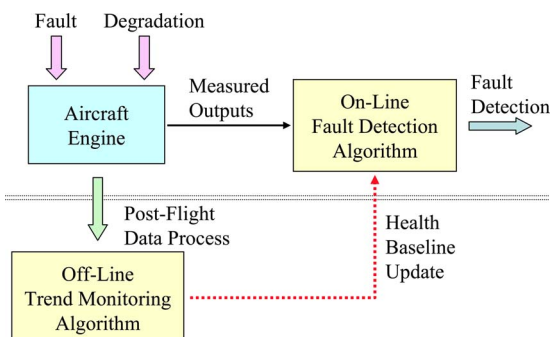 Fault
Degradation
Aircraft
Engine
Measured
Outputs
On-Line
Fault Detection
Algorithm
Fault
Detection
Post-Flight
Data Process
Health
Baseline
Update
Off-Line
Trend Monitoring
Algorithm